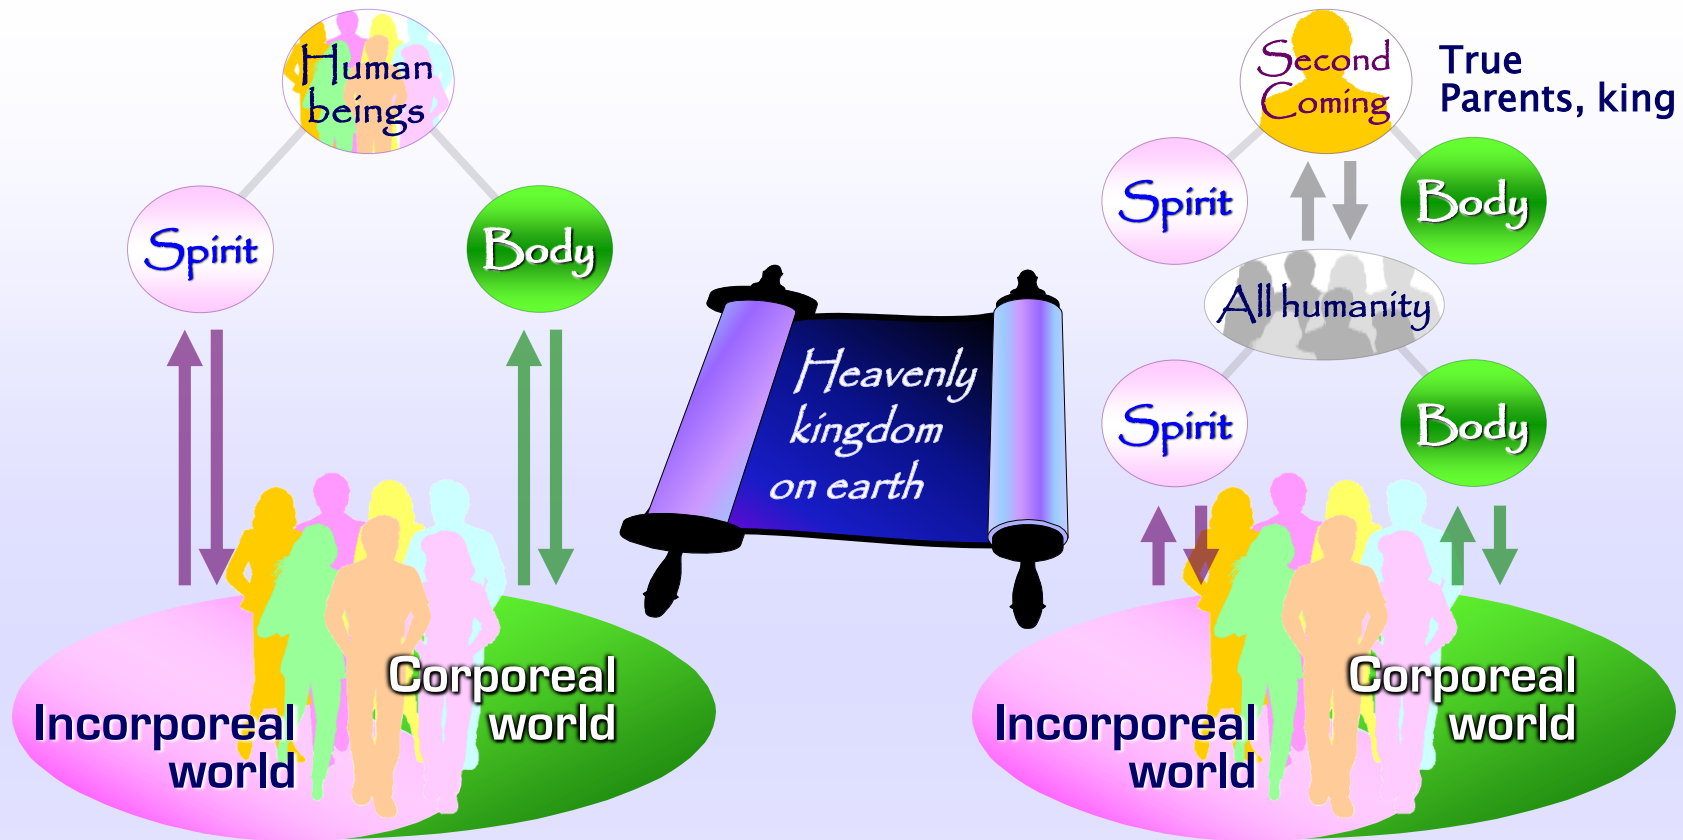 Human
beings
Spirit
Body
Incorporeal
world
Corporeal
world
Heavenly
kingdom
on earth
Second
Coming
True
Parents, king
Spirit
Body
All humanity
Spirit
Body
Incorporeal
world
Corporeal
world